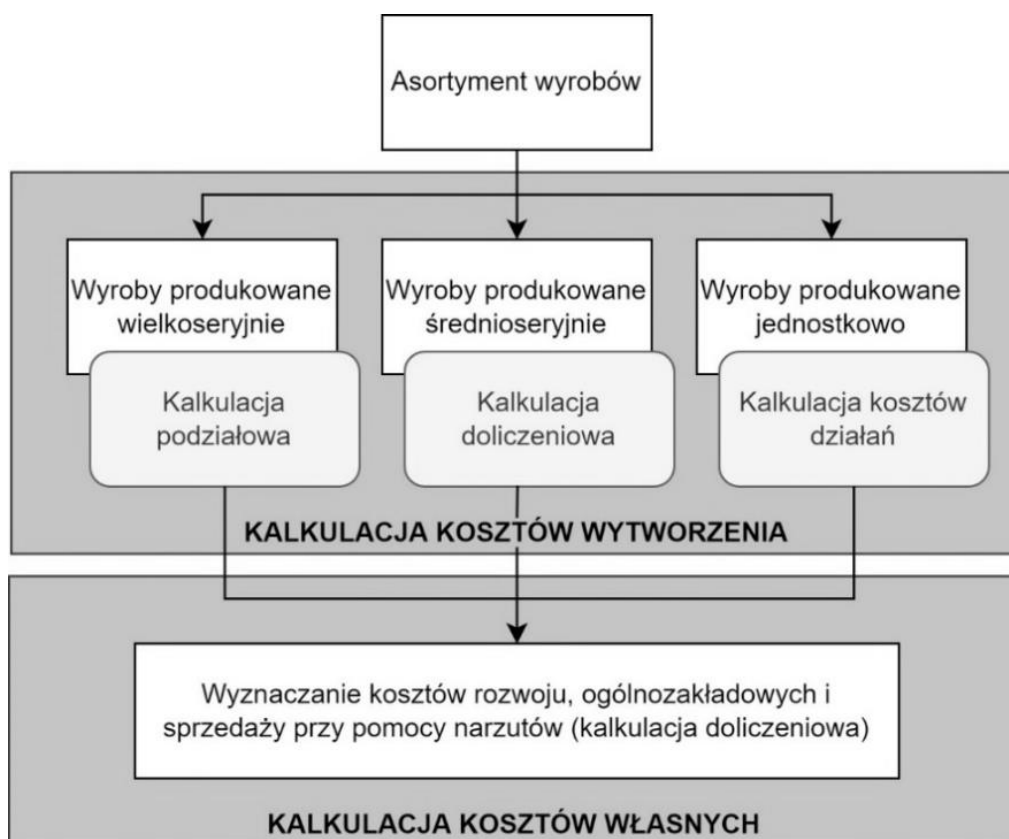 Asortyment wyrobów
Wyroby produkowane
wielkoseryjnie
Kalkulacja
podziałowa
Wyroby produkowane
średnioseryjnie
Kalkulacja
doliczeniowa
Wyroby produkowane
jednostkowo
Kalkulacja kosztów
działań
KALKULACJA KOSZTÓW WYTWORZENIA
Wyznaczanie kosztów rozwoju, ogólnozakładowych i
sprzedaży przy pomocy narzutów (kalkulacja doliczeniowa)
KALKULACJA KOSZTÓW WŁASNYCH